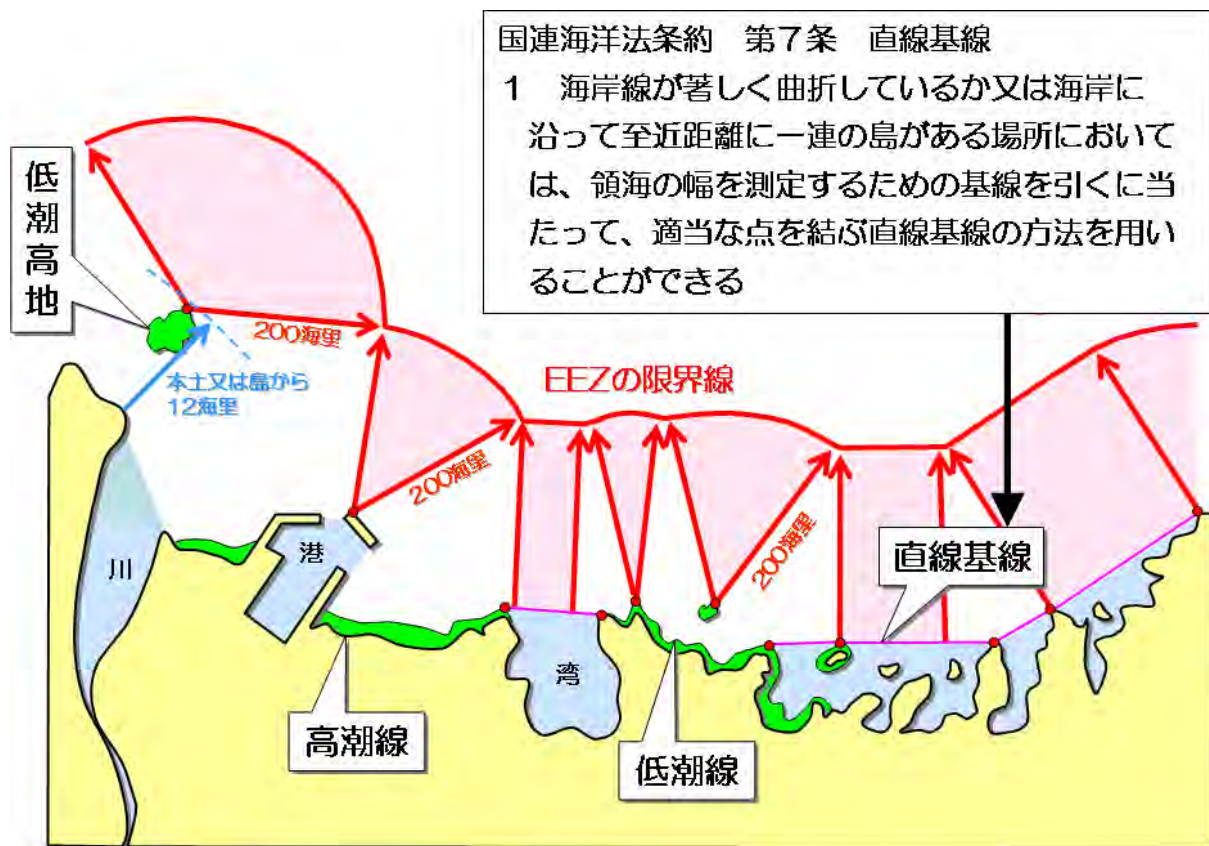 国連海洋法条約　第７条　直線基線
１　海岸線が著しく曲折しているか又は海岸に
沿って至近距離に一連の島がある場所において
は、領海の幅を測定するための基線を引くに当
たって、適当な点を結ぶ直線基線の方法を用い
ることができる
低潮高地
200海里
本土又は島から
12海里
EEZの限界線
200海里
200海里
直線基線
川
港
湾
高潮線
低潮線